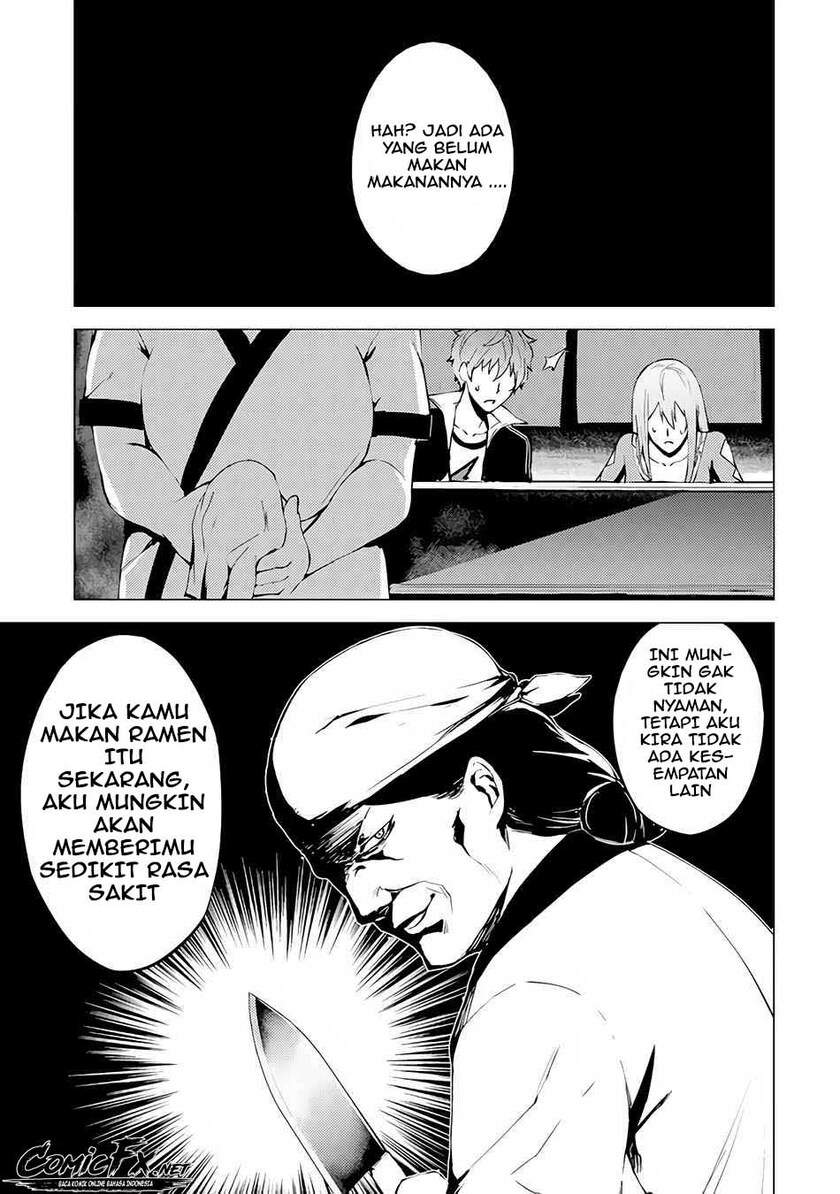 HAH? JADI ADA
YANG BELUM
MAKAN
MAKANANNYA ....
INI MUN-
GKIN GAK
TIDAK
NYAMAN,
TETAPI AKU
KIRA TIDAK
ADA KES-
EMPATAN
LAIN
JIKA KAMU
MAKAN RAMEN
ITU
SEKARANG,
AKU MUNGKIN
AKAN
MEMBERIMU
SEDIKIT RASA
SAKIT
COMICFX.NET
BACA KOMIK ONLINE BAHASA INDONESIA